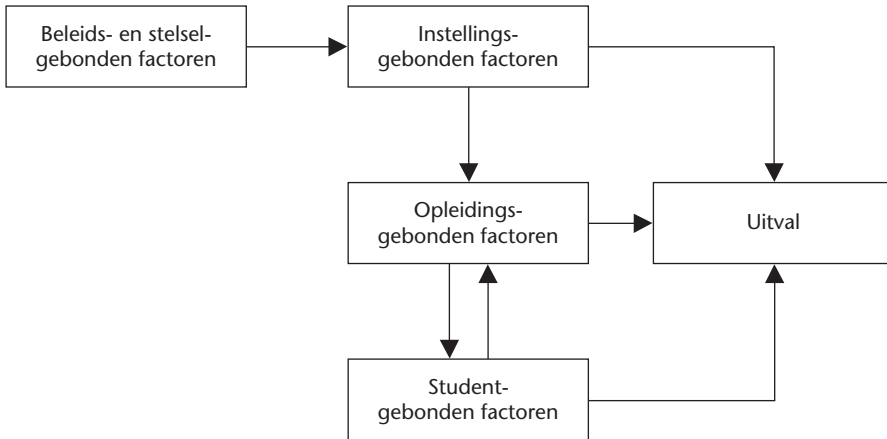 Beleids- en stelsel-
gebonden factoren
Instellings-
gebonden factoren
Opleidings-
gebonden factoren
Uitval
Student-
gebonden factoren